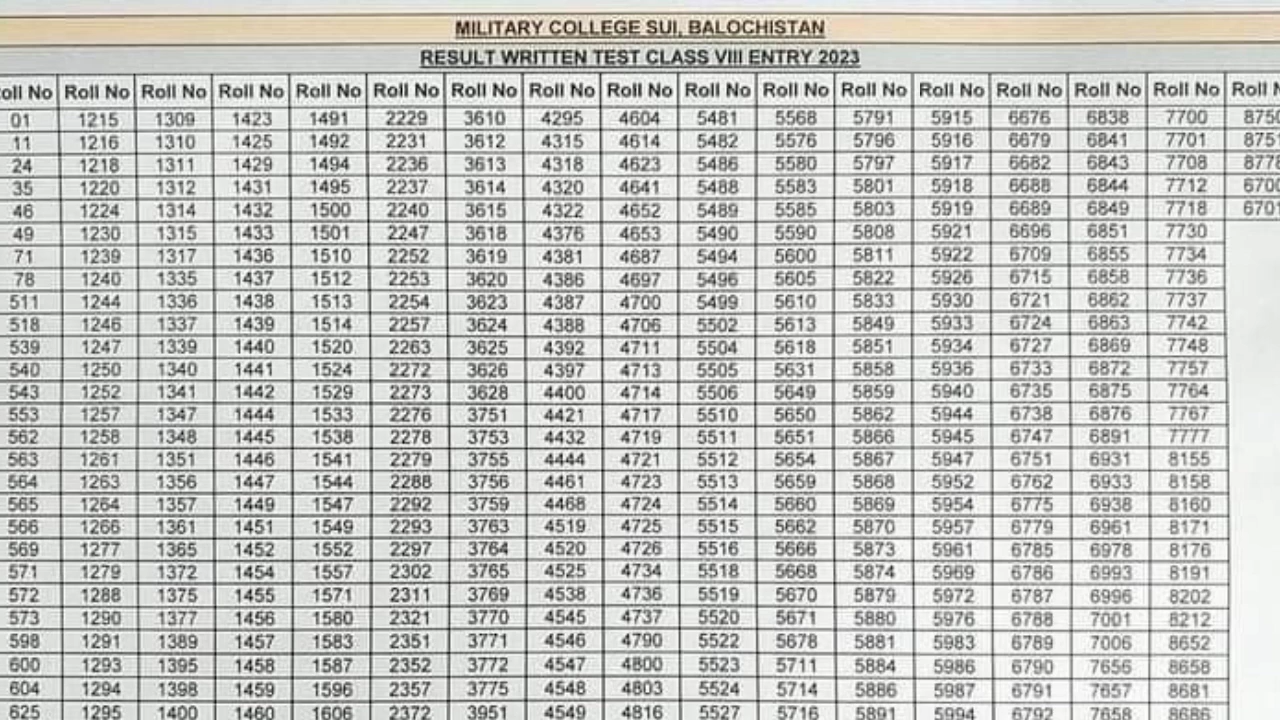 MILITARY COLLEGE SUI, BALOCHISTAN
RESULT WRITTEN TEST CLASS VIII ENTRY 2023
oll No Roll No Roll No Roll No Roll No Roll No Roll No Roll No Roll No Roll No Roll No Roll No Roll No Roll No Roll No Roll No Roll N
01 1215 1309 1423 1491 2229 3610 4295 4604 5481 5568 5791 5915 6676 6838 7700 8750
11 1216 1310 1425 1492 2231 3612 4315 4614 5482 5576 5796 5916 6679 6841 7701 875
24 1218 1311 1429 1494 2236 3613 4318 4623 5486 5580 5797 5917 6682 6843 7708 8778
35 1220 1312 1431 1495 2237 3614 4320 4641 5488 5583 5801 5918 6688 6844 7712 6700
46 1224 1314 1432 1500 2240 3615 4322 4652 5489 5585 5803 5919 6689 6849 7718 6701
49 1230 1315 1433 1501 2247 3618 4376 4653 5490 5590 5808 5921 6696 6851 7730
71 1239 1317 1436 1510 2252 3619 4381 4687 5494 5600 5811 5922 6709 6855 7734
78 1240 1335 1437 1512 2253 3620 4386 4697 5496 5605 5822 5926 6715 6858 7736
511 1244 1336 1438 1513 2254 3623 4387 4700 5499 5610 5833 5930 6721 6862 7737
518 1246 1337 1439 1514 2257 3624 4388 4706 5502 5613 5849 5933 6724 6863 7742
539 1247 1339 1440 1520 2263 3625 4392 4711 5504 5618 5851 5934 6727 6869 7748
540 1250 1340 1441 1524 2272 3626 4397 4713 5505 5631 5858 5936 6733 6872 7757
543 1252 1341 1442 1529 2273 3628 4400 4714 5506 5649 5859 5940 6735 6875 7764
553 1257 1347 1444 1533 2276 3751 4421 4717 5510 5650 5862 5944 6738 6876 7767
562 1258 1348 1445 1538 2278 3753 4432 4719 5511 5651 5866 5945 6747 6891 7777
563 1261 1351 1446 1541 2279 3755 4444 4721 5512 5654 5867 5947 6751 6931 8155
564 1263 1356 1447 1544 2288 3756 4461 4723 5513 5659 5868 5952 6762 6933 8158
565 1264 1357 1449 1547 2292 3759 4468 4724 5514 5660 5869 5954 6775 6938 8160
566 1266 1361 1451 1549 2293 3763 4519 4725 5515 5662 5870 5957 6779 6961 8171
569 1277 1365 1452 1552 2297 3764 4520 4726 5516 5666 5873 5961 6785 6978 8176
571 1279 1372 1454 1557 2302 3765 4525 4734 5518 5668 5874 5969 6786 6993 8191
572 1288 1375 1455 1571 2311 3769 4538 4736 5519 5670 5879 5972 6787 6996 8202
573 1290 1377 1456 1580 2321 3770 4545 4737 5520 5671 5880 5976 6788 7001 8212
598 1291 1389 1457 1583 2351 3771 4546 4790 5522 5678 5881 5983 6789 7006 8652
600 1293 1395 1458 1587 2352 3772 4547 4800 5523 5711 5884 5986 6790 7656 8658
604 1294 1398 1459 1596 2357 3775 4548 4803 5524 5714 5886 5987 6791 7657 8681
625 1295 1400 1460 1606 2372 3951 4549 4816 5527 5716 5891 5994 6792 7658 8686